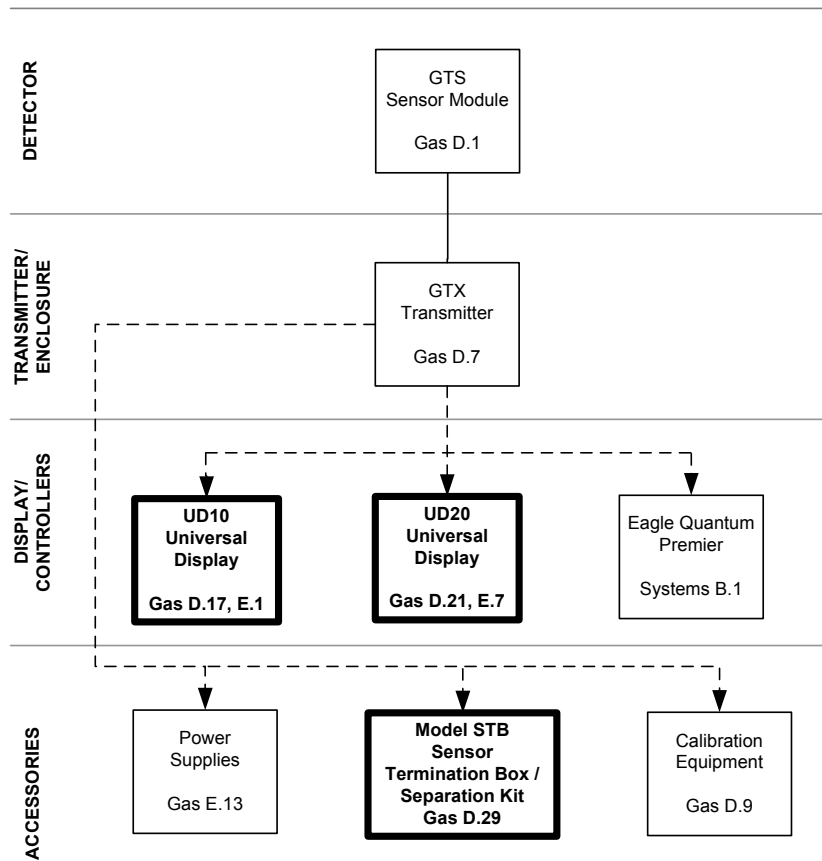 DETECTOR
GTS
Sensor Module
Gas D.1
TRANSMITTER/
ENCLOSURE
GTX
Transmitter
Gas D.7
DISPLAY/
CONTROLLERS
UD10
Universal
Display
Gas D.17, E.1
UD20
Universal
Display
Gas D.21, E.7
Eagle Quantum
Premier
Systems B.1
ACCESSORIES
Power
Supplies
Gas E.13
Model STB
Sensor
Termination Box /
Separation Kit
Gas D.29
Calibration
Equipment
Gas D.9